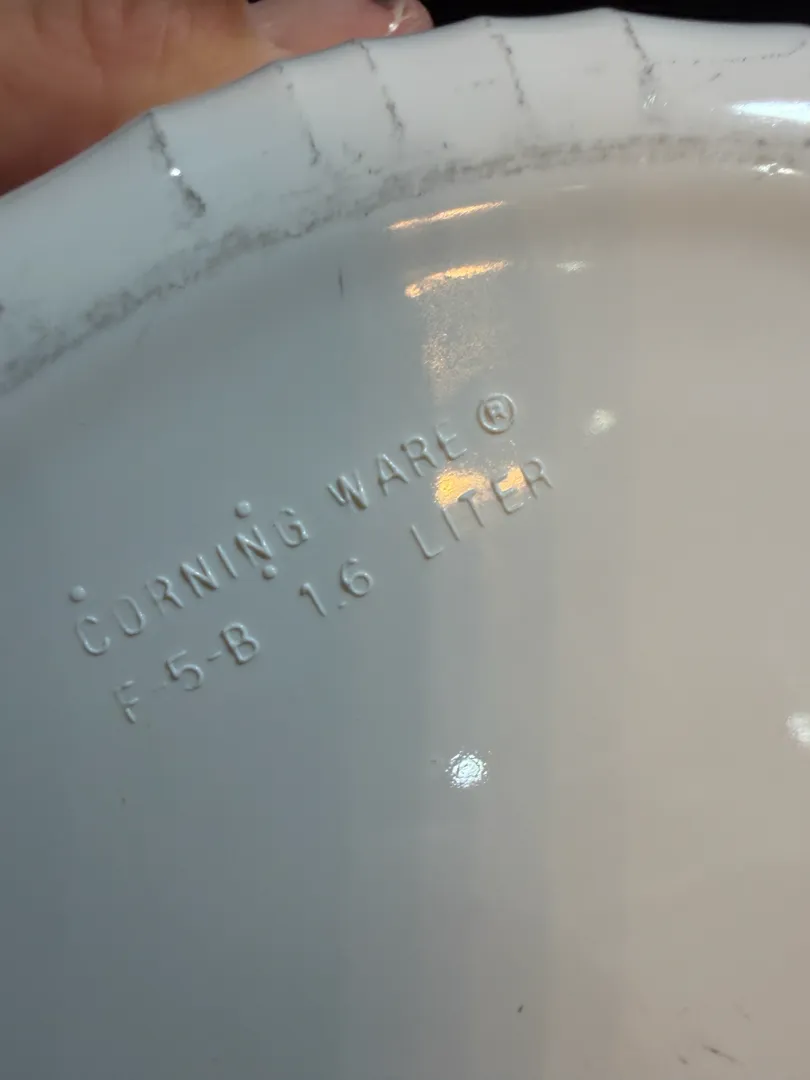 CORNING WARE ®
F-5-B 1.6 LITER